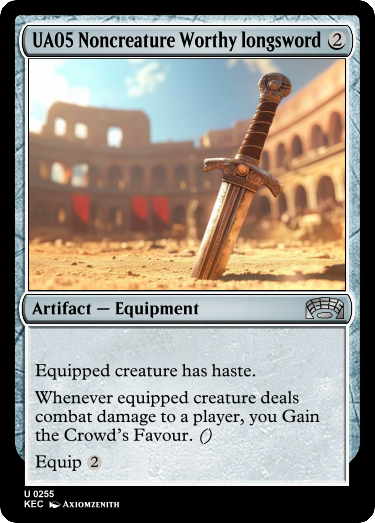 UA05 Noncreature Worthy longsword 2
Artifact — Equipment
Equipped creature has haste.
Whenever equipped creature deals
combat damage to a player, you Gain
the Crowd's Favour. ()
Equip 2
U 0255
KEC AXIOMZENITH